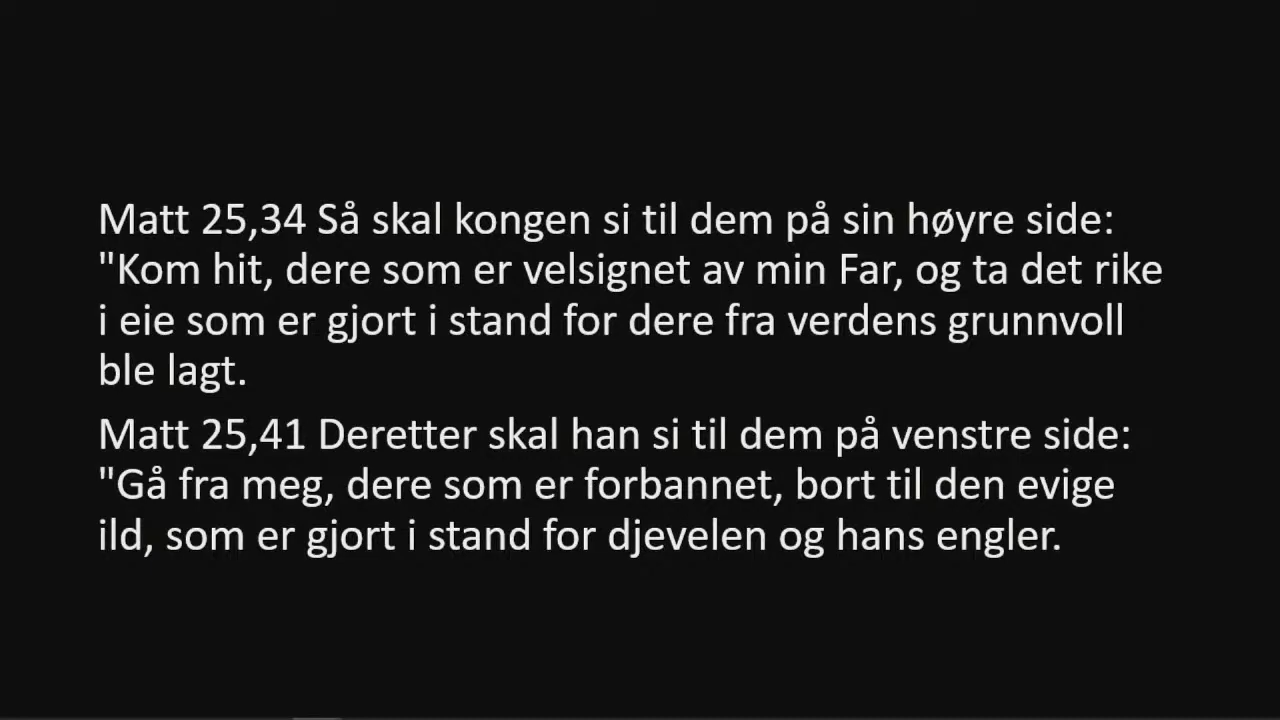 Matt 25,34 Så skal kongen si til dem på sin høyre side:
"Kom hit, dere som er velsignet av min Far, og ta det rike
i eie som er gjort i stand for dere fra verdens grunnvoll
ble lagt.
Matt 25,41 Deretter skal han si til dem på venstre side:
"Gå fra meg, dere som er forbannet, bort til den evige
ild, som er gjort i stand for djevelen og hans engler.